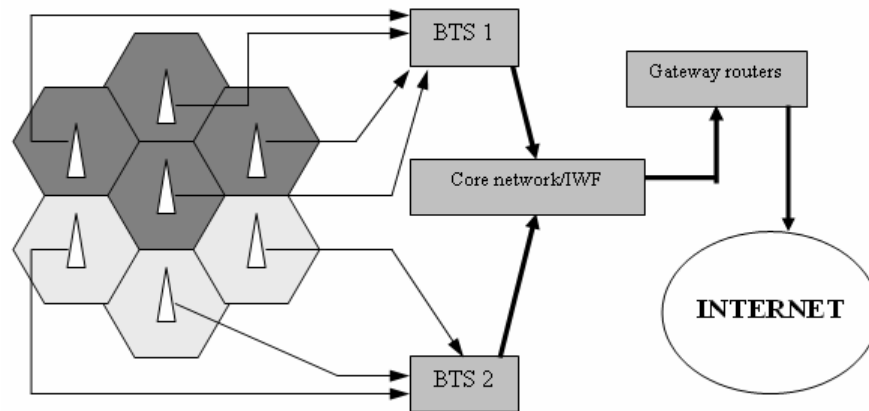 BTS 1
Gateway routers
Core network/IWF
INTERNET
BTS 2